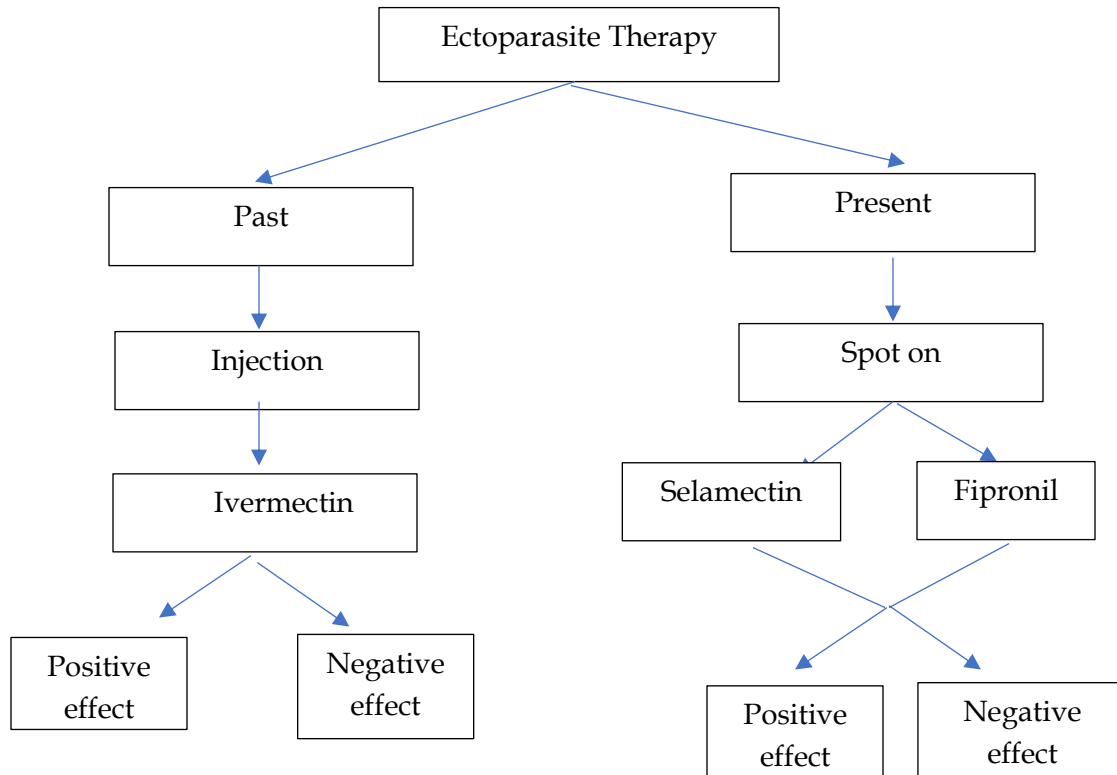 Ectoparasite Therapy
Past
Present
Injection
Spot on
Ivermectin
Selamectin
Fipronil
Positive
effect
Negative
effect
Positive
effect
Negative
effect